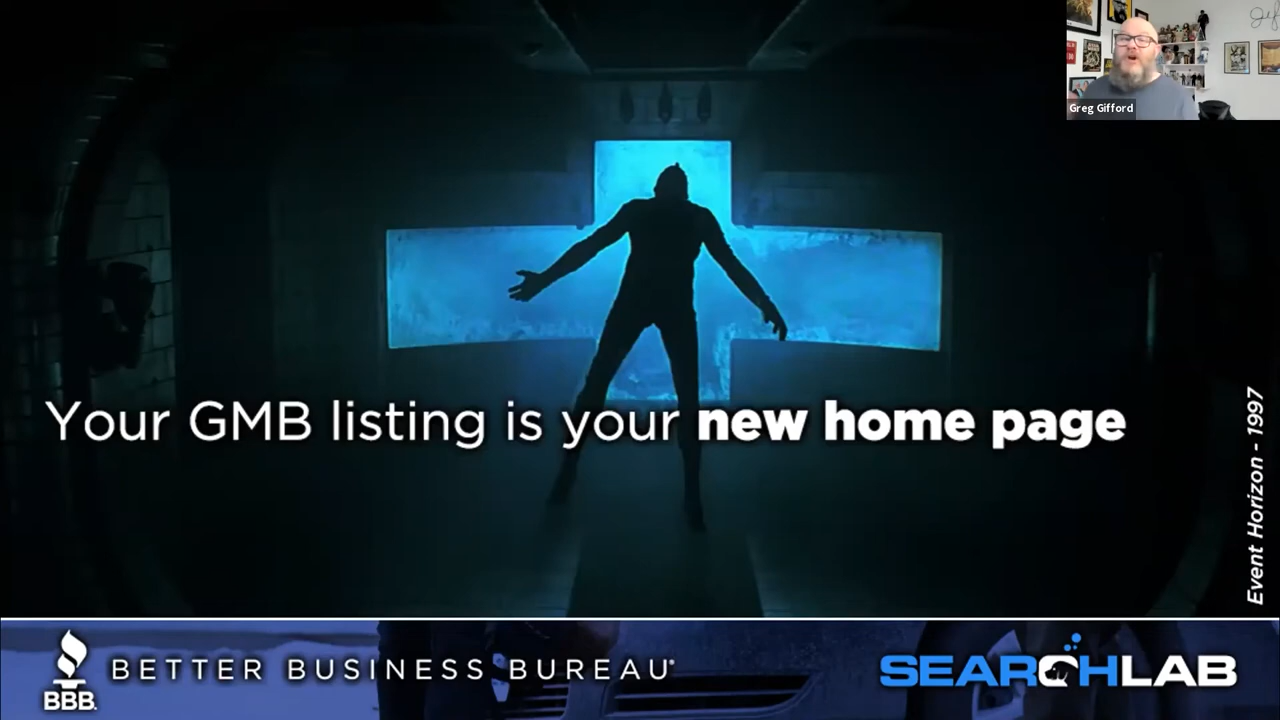 Greg Gifford
Your GMB listing is your new home page
Event Horizon - 1997
BBB.
BETTER BUSINESS BUREAU®
SEARCHLAB